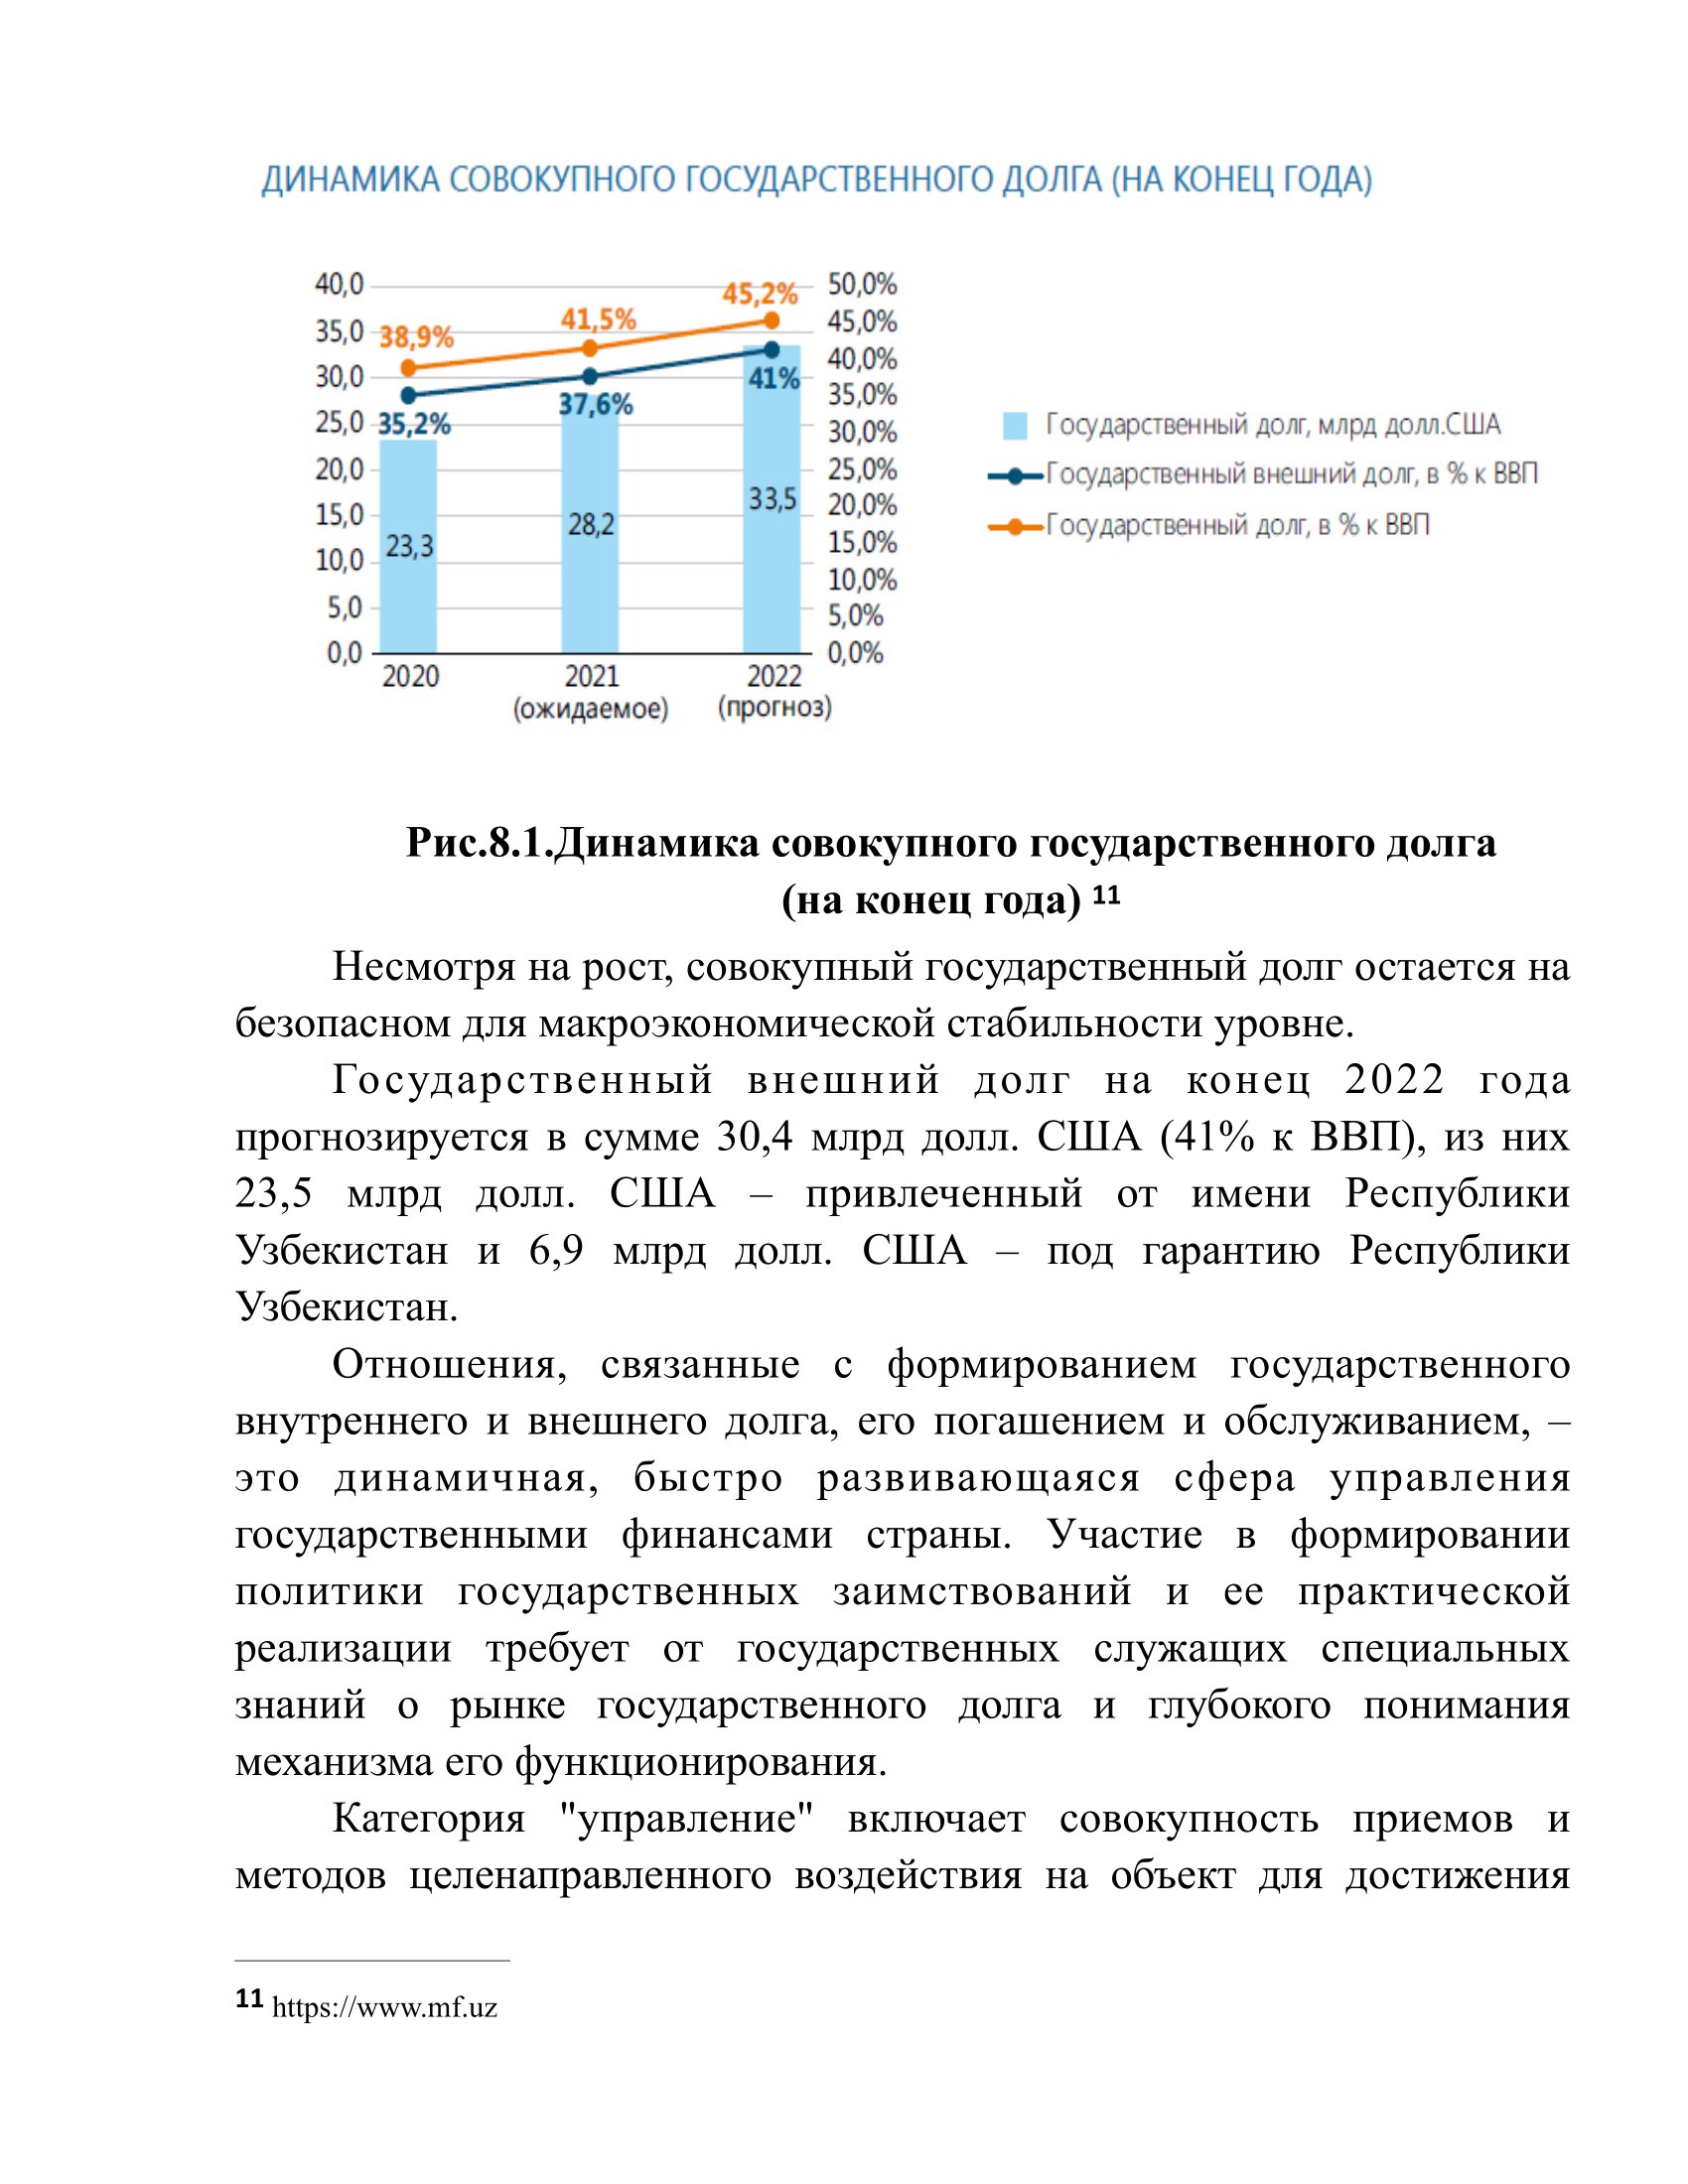 ДИНАМИКА СОВОКУПНОГО ГОСУДАРСТВЕННОГО ДОЛГА (НА КОНЕЦ ГОДА)
40,0
35,0
30,0
25,0
20,0
15,0
10,0
5,0
0,0
38,9%
41,5%
45,2%
35,2%
37,6%
41%
23,3
28,2
33,5
50,0%
45,0%
40,0%
35,0%
30,0%
25,0%
20,0%
15,0%
10,0%
5,0%
0,0%
2020
2021
(ожидаемое)
2022
(прогноз)
Государственный долг, млрд долл.США
Государственный внешний долг, в % к ВВП
Государственный долг, в % к ВВП
Рис.8.1.Динамика совокупного государственного долга
(на конец года) 11
Несмотря на рост, совокупный государственный долг остается на
безопасном для макроэкономической стабильности уровне.
Государственный внешний долг на конец 2022 года
прогнозируется в сумме 30,4 млрд долл. США (41% к ВВП), из них
23,5 млрд долл. США – привлеченный от имени Республики
Узбекистан и 6,9 млрд долл. США – под гарантию Республики
Узбекистан.
Отношения, связанные с формированием государственного
внутреннего и внешнего долга, его погашением и обслуживанием, –
это динамичная, быстро развивающаяся сфера управления
государственными финансами страны. Участие в формировании
политики государственных заимствований и ее практической
реализации требует от государственных служащих специальных
знаний о рынке государственного долга и глубокого понимания
механизма его функционирования.
Категория "управление" включает совокупность приемов и
методов целенаправленного воздействия на объект для достижения
11 https://www.mf.uz